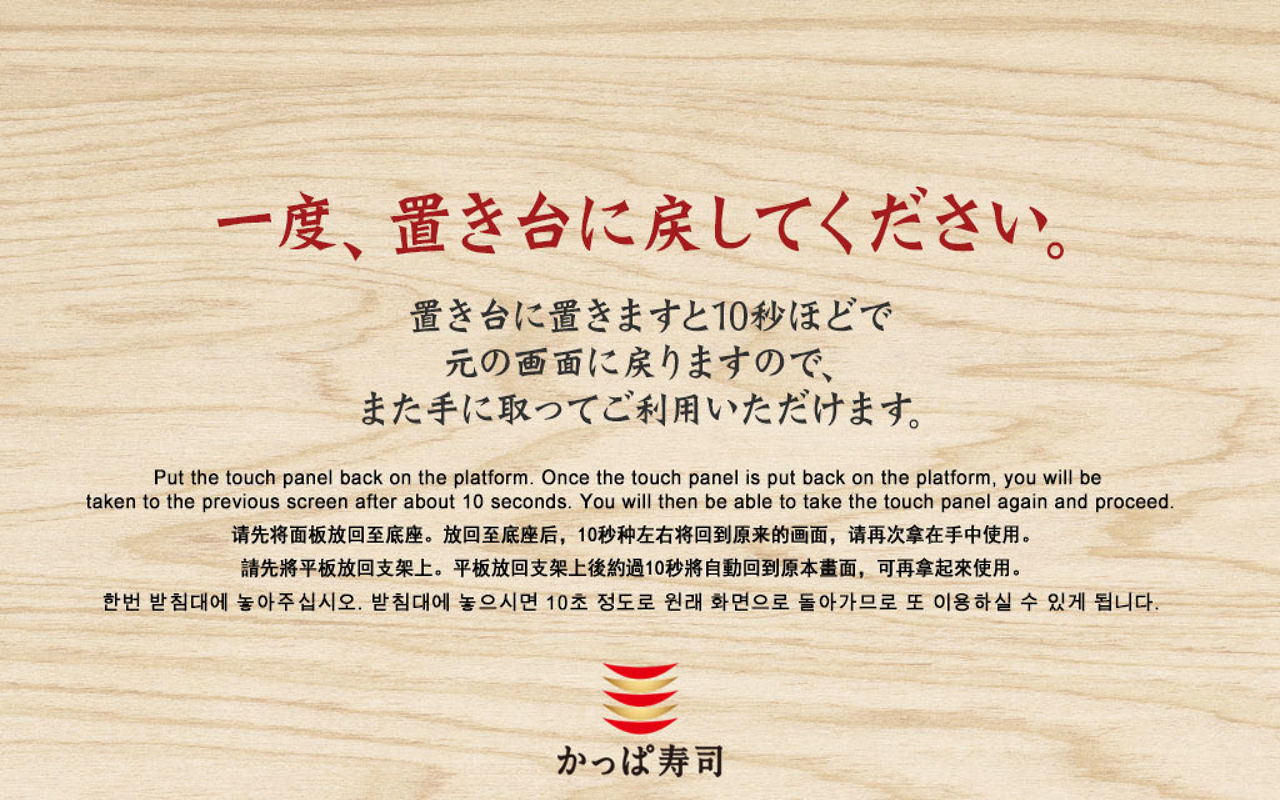 一度、置き台に戻してください。
置き台に置きますと10秒ほどで
元の画面に戻りますので、
また手に取ってご利用いただけます。
Put the touch panel back on the platform. Once the touch panel is put back on the platform, you will be
taken to the previous screen after about 10 seconds. You will then be able to take the touch panel again and proceed.
请先将面板放回至底座。放回至底座后，10秒种左右将回到原来的画面，请再次拿在手中使用。
請先將平板放回支架上。平板放回支架上後約過10秒將自動回到原本畫面，可再拿起來使用。
한번 받침대에 놓아주십시오. 받침대에 놓으시면 10초 정도로 원래 화면으로 돌아가므로 또 이용하실 수 있게 됩니다.
かっぱ寿司